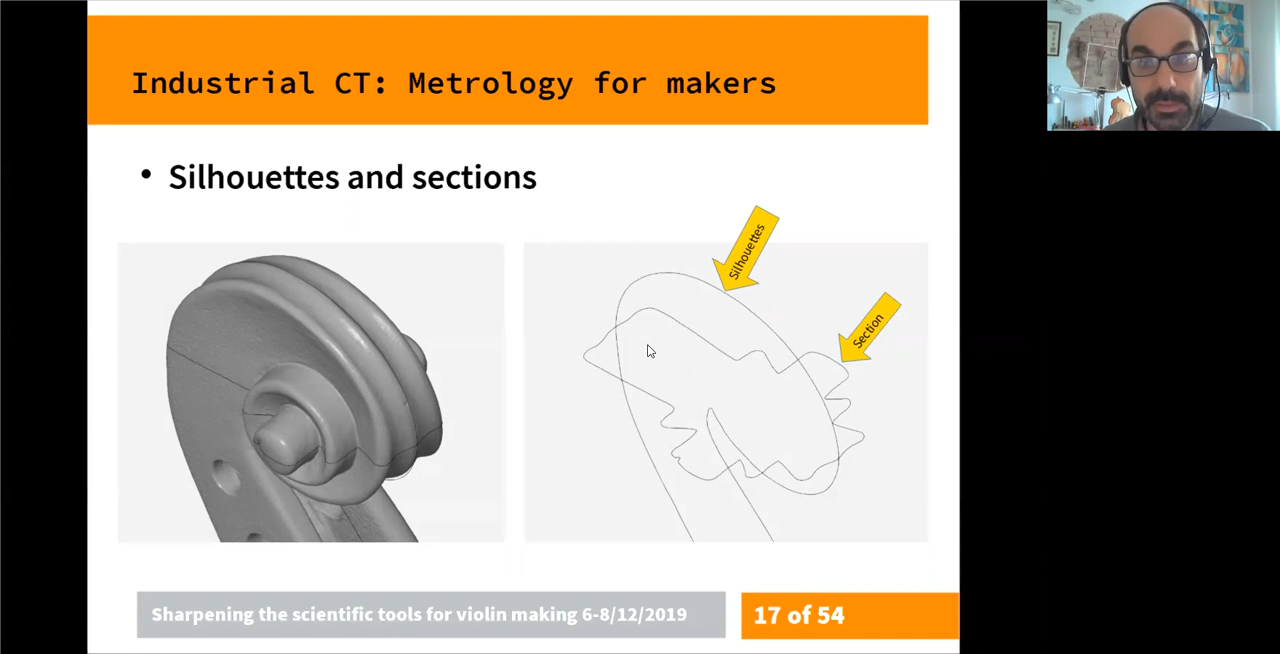 Industrial CT: Metrology for makers
• Silhouettes and sections
Silhouettes
Section
Sharpening the scientific tools for violin making 6-8/12/2019
17 of 54